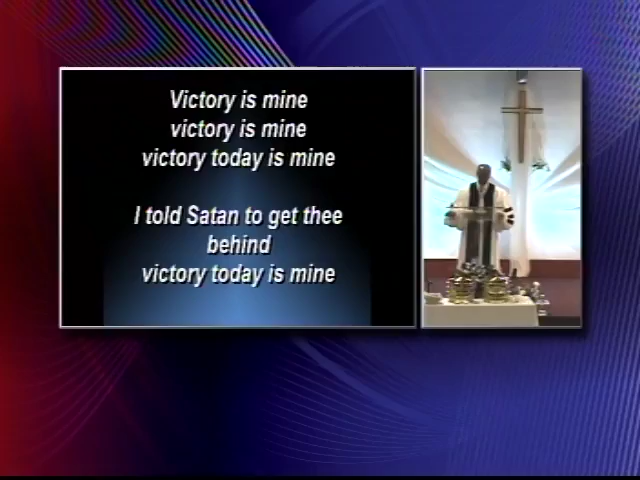 Victory is mine
victory is mine
victory today is mine
I told Satan to get thee
behind
victory today is mine